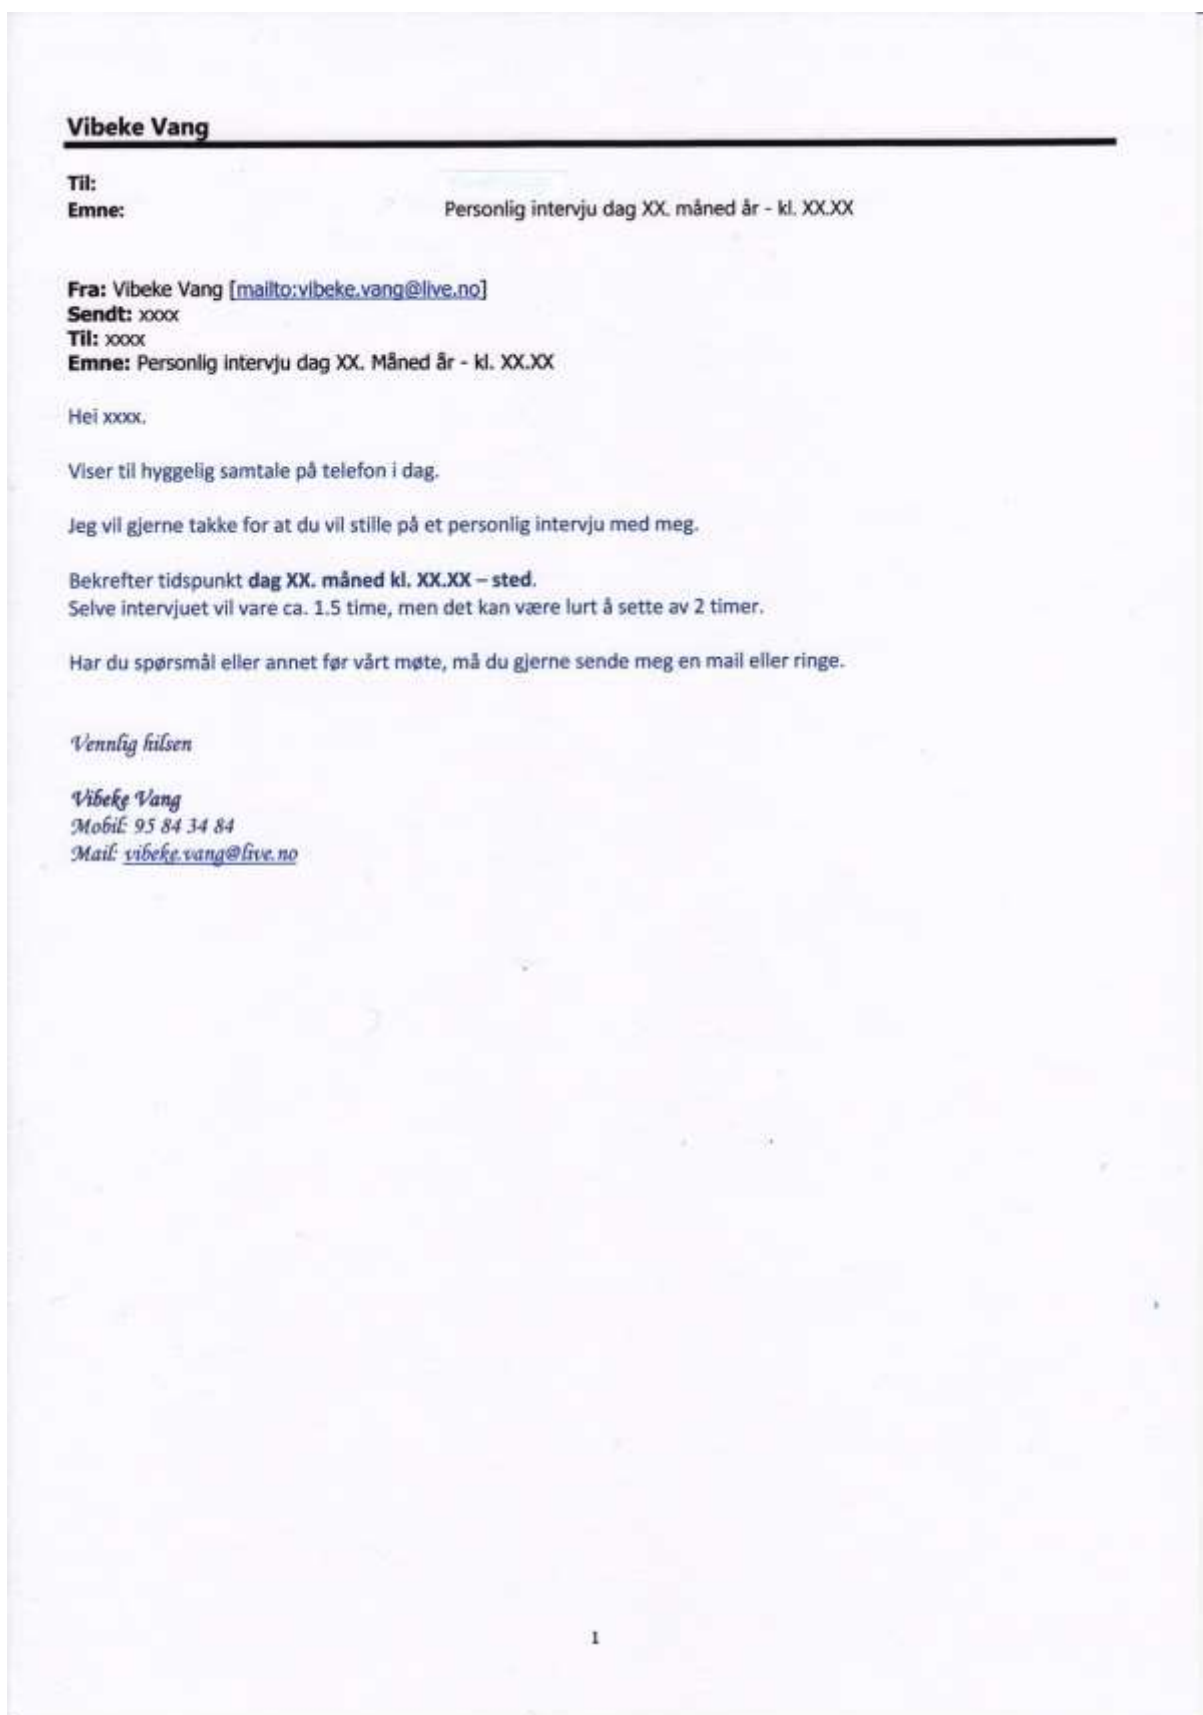 Vibeke Vang
Til:
Emne: Personlig intervju dag XX. måned år - kl. XX.XX
Fra: Vibeke Vang [mailto:vibeke.vang@live.no]
Sendt: xxxx
Til: xxxx
Emne: Personlig intervju dag XX. Måned år - kl. XX.XX
Hei xxxx.
Viser til hyggelig samtale på telefon i dag.
Jeg vil gjerne takke for at du vil stille på et personlig intervju med meg.
Bekrefter tidspunkt dag XX. måned kl. XX.XX – sted.
Selve intervjuet vil vare ca. 1.5 time, men det kan være lurt å sette av 2 timer.
Har du spørsmål eller annet før vårt møte, må du gjerne sende meg en mail eller ringe.
Vennlig hilsen
Vibeke Vang
Mobil: 95 84 34 84
Mail: vibeke.vang@live.no
1